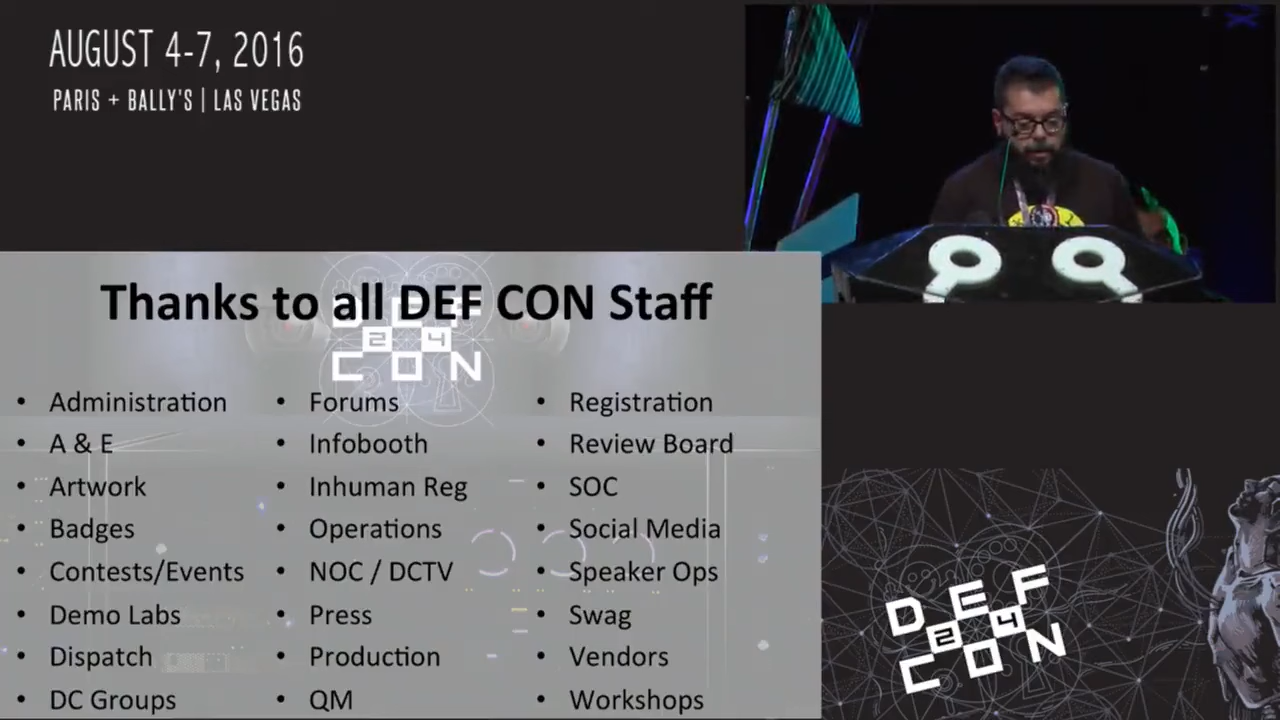 AUGUST 4-7, 2016
PARIS + BALLY'S | LAS VEGAS
Thanks to all DEF CON Staff
DEF
24
CON
• Administration
• A & E
• Artwork
• Badges
• Contests/Events
• Demo Labs
• Dispatch
• DC Groups
• Forums
• Infobooth
• Inhuman Reg
• Operations
• NOC / DCTV
• Press
• Production
• QM
• Registration
• Review Board
• SOC
• Social Media
• Speaker Ops
• Swag
• Vendors
• Workshops
DEF
24
CON